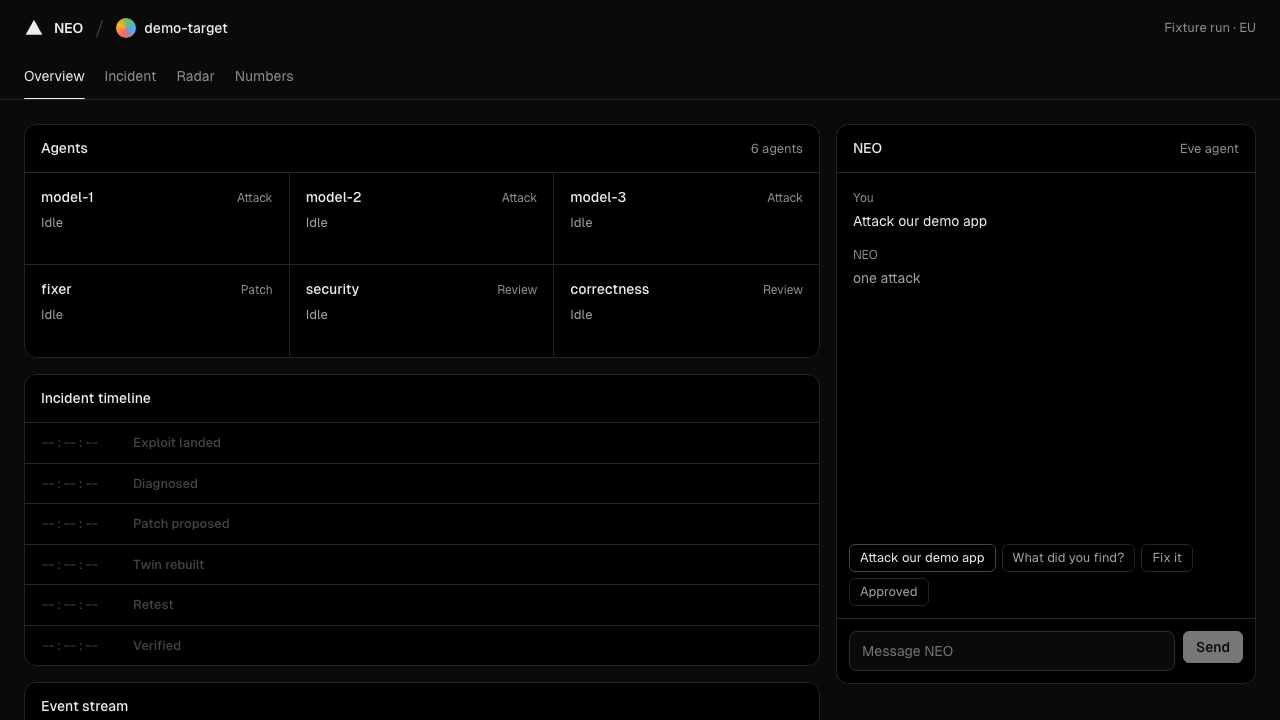 NEO / demo-target
Fixture run · EU
Overview Incident Radar Numbers
Agents 6 agents
model-1 Attack
Idle
model-2 Attack
Idle
model-3 Attack
Idle
fixer Patch
Idle
security Review
Idle
correctness Review
Idle
Incident timeline
--:--:-- Exploit landed
--:--:-- Diagnosed
--:--:-- Patch proposed
--:--:-- Twin rebuilt
--:--:-- Retest
--:--:-- Verified
Event stream
NEO Eve agent
You
Attack our demo app
NEO
one attack
Attack our demo app What did you find? Fix it
Approved
Message NEO Send